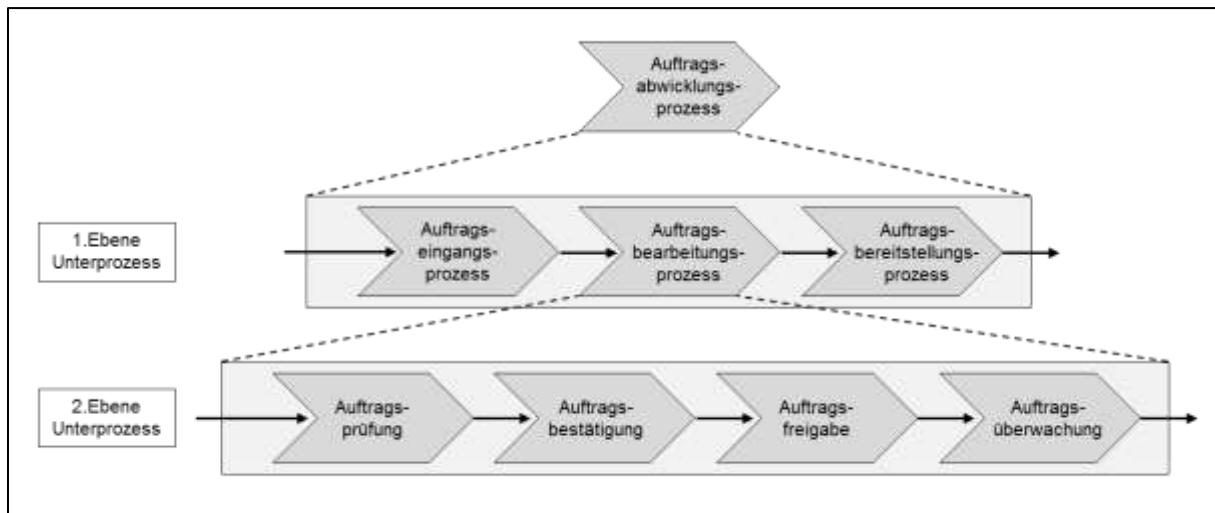 Auftrags-
abwicklungs-
prozess
1.Ebene
Unterprozess
Auftrags-
eingangs-
prozess
Auftrags-
bearbeitungs-
prozess
Auftrags-
bereitstellungs-
prozess
2.Ebene
Unterprozess
Auftrags-
prüfung
Auftrags-
bestätigung
Auftrags-
freigabe
Auftrags-
überwachung